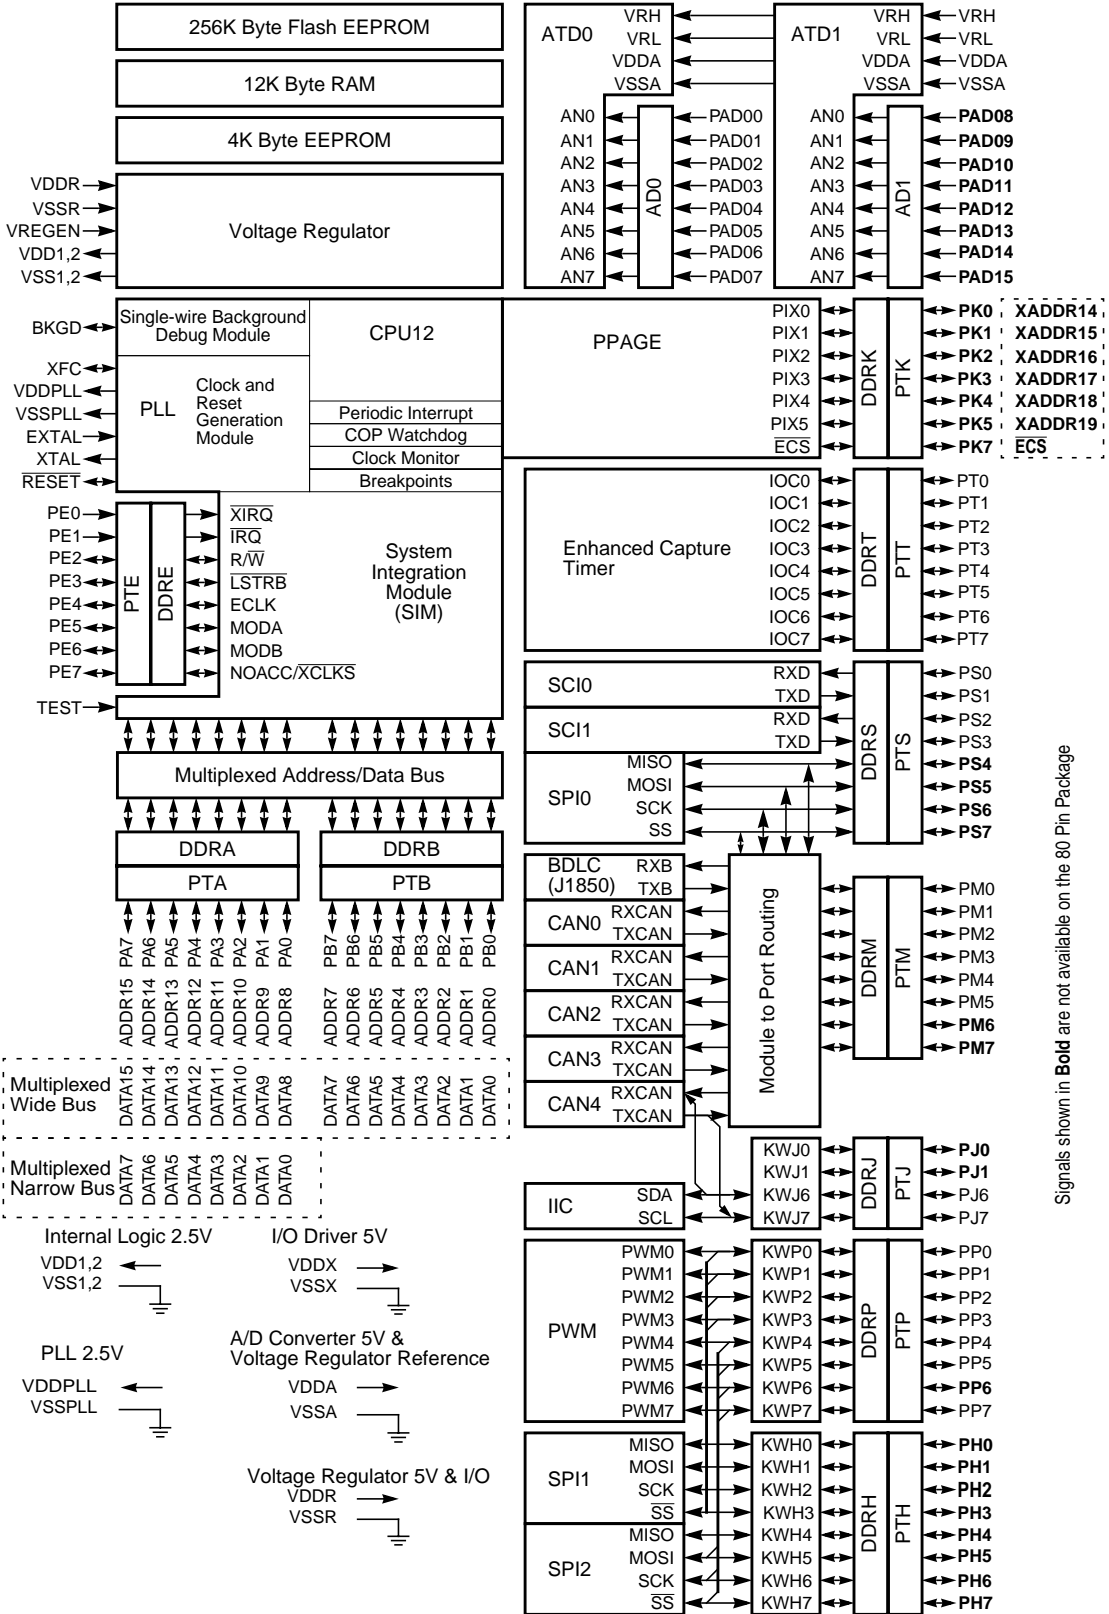 256K Byte Flash EEPROM
12K Byte RAM
4K Byte EEPROM
VDDR
VSSR
VREGEN
VDD1,2
VSS1,2
Voltage Regulator
ATD0
VRH
VRL
VDDA
VSSA
AN0
AN1
AN2
AN3
AN4
AN5
AN6
AN7
AD0
PAD00
PAD01
PAD02
PAD03
PAD04
PAD05
PAD06
PAD07
ATD1
VRH
VRL
VDDA
VSSA
VRH
VRL
VDDA
VSSA
AN0
AN1
AN2
AN3
AN4
AN5
AN6
AN7
AD1
PAD08
PAD09
PAD10
PAD11
PAD12
PAD13
PAD14
PAD15
BKGD
XFC
VDDPLL
VSSPLL
EXTAL
XTAL
RESET
Single-wire Background
Debug Module
CPU12
PLL
Clock and
Reset
Generation
Module
Periodic Interrupt
COP Watchdog
Clock Monitor
Breakpoints
PE0
PE1
PE2
PE3
PE4
PE5
PE6
PE7
TEST
PTE
DDRE
XIRQ
IRQ
R/W
LSTRB
ECLK
MODA
MODB
NOACC/XCLKS
System
Integration
Module
(SIM)
PPAGE
PIX0
PIX1
PIX2
PIX3
PIX4
PIX5
ECS
DDRK
PTK
PK0
PK1
PK2
PK3
PK4
PK5
PK7
XADDR14
XADDR15
XADDR16
XADDR17
XADDR18
XADDR19
ECS
Enhanced Capture
Timer
IOC0
IOC1
IOC2
IOC3
IOC4
IOC5
IOC6
IOC7
DDRT
PTT
PT0
PT1
PT2
PT3
PT4
PT5
PT6
PT7
SCI0
RXD
TXD
SCI1
RXD
TXD
SPI0
MISO
MOSI
SCK
SS
DDRS
PTS
PS0
PS1
PS2
PS3
PS4
PS5
PS6
PS7
Multiplexed Address/Data Bus
DDRA
PTA
DDRB
PTB
PA7
PA6
PA5
PA4
PA3
PA2
PA1
PA0
PB7
PB6
PB5
PB4
PB3
PB2
PB1
PB0
ADDR15
ADDR14
ADDR13
ADDR12
ADDR11
ADDR10
ADDR9
ADDR8
ADDR7
ADDR6
ADDR5
ADDR4
ADDR3
ADDR2
ADDR1
ADDR0
Multiplexed
Wide Bus
DATA15
DATA14
DATA13
DATA12
DATA11
DATA10
DATA9
DATA8
DATA7
DATA6
DATA5
DATA4
DATA3
DATA2
DATA1
DATA0
Multiplexed
Narrow Bus
DATA7
DATA6
DATA5
DATA4
DATA3
DATA2
DATA1
DATA0
BDLC
(J1850)
RXB
TXB
CAN0
RXCAN
TXCAN
CAN1
RXCAN
TXCAN
CAN2
RXCAN
TXCAN
CAN3
RXCAN
TXCAN
CAN4
RXCAN
TXCAN
Module to Port Routing
DDRM
PTM
PM0
PM1
PM2
PM3
PM4
PM5
PM6
PM7
IIC
SDA
SCL
KWJ0
KWJ1
KWJ6
KWJ7
DDRJ
PTJ
PJ0
PJ1
PJ6
PJ7
PWM
PWM0
PWM1
PWM2
PWM3
PWM4
PWM5
PWM6
PWM7
KWP0
KWP1
KWP2
KWP3
KWP4
KWP5
KWP6
KWP7
DDRP
PTP
PP0
PP1
PP2
PP3
PP4
PP5
PP6
PP7
SPI1
MISO
MOSI
SCK
SS
SPI2
MISO
MOSI
SCK
SS
KWH0
KWH1
KWH2
KWH3
KWH4
KWH5
KWH6
KWH7
DDRH
PTH
PH0
PH1
PH2
PH3
PH4
PH5
PH6
PH7
Internal Logic 2.5V
VDD1,2
VSS1,2
I/O Driver 5V
VDDX
VSSX
PLL 2.5V
VDDPLL
VSSPLL
A/D Converter 5V &
Voltage Regulator Reference
VDDA
VSSA
Voltage Regulator 5V & I/O
VDDR
VSSR
Signals shown in Bold are not available on the 80 Pin Package